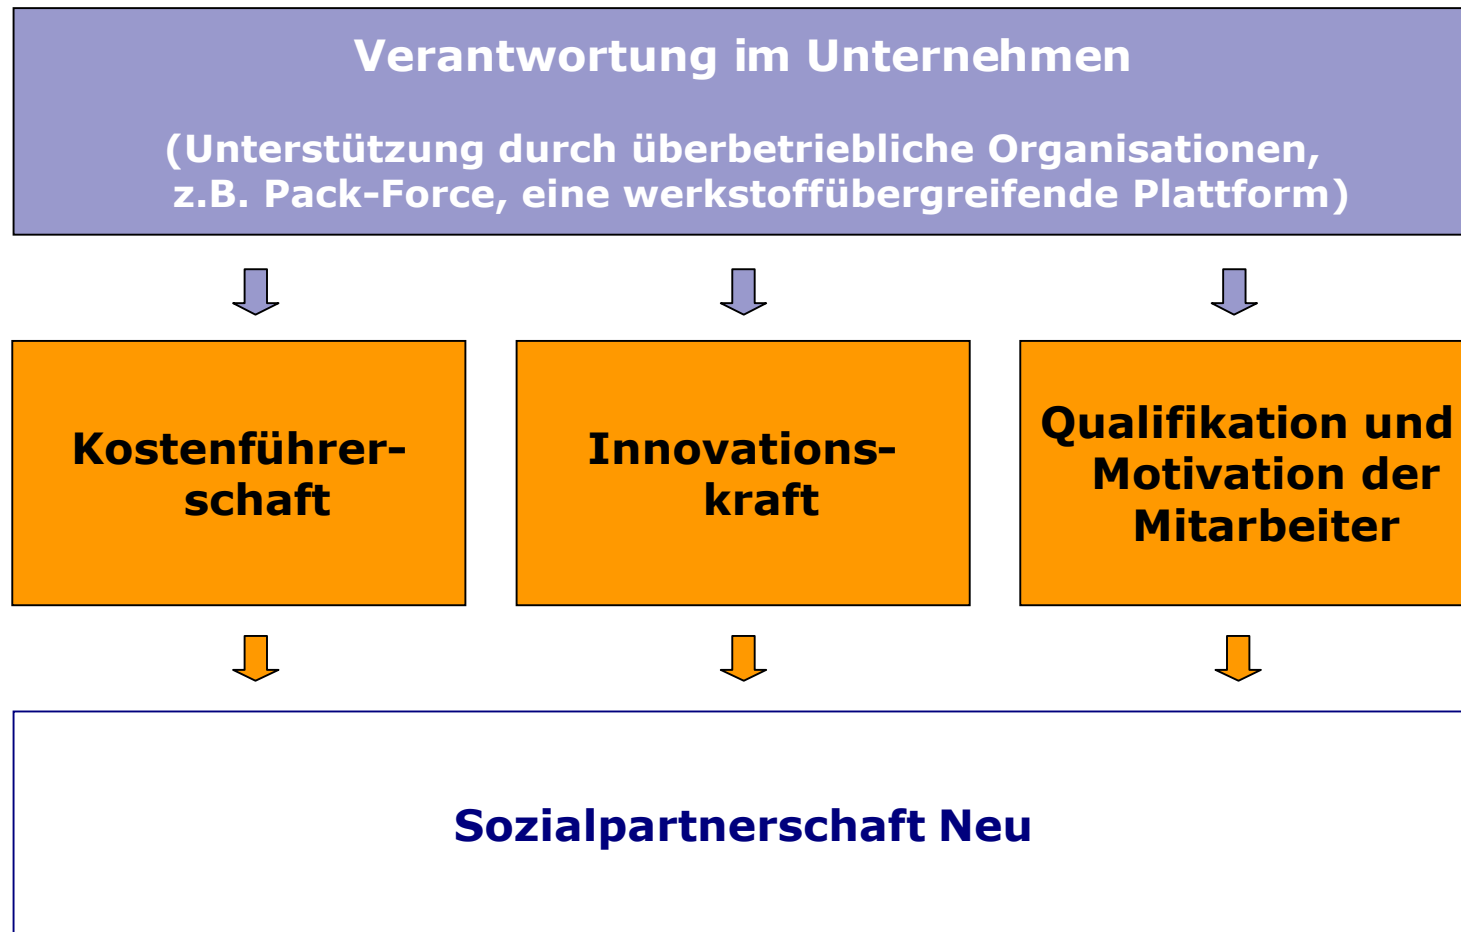 Verantwortung im Unternehmen
(Unterstützung durch überbetriebliche Organisationen,
z.B. Pack-Force, eine werkstoffübergreifende Plattform)
Kostenführer-
schaft
Innovations-
kraft
Qualifikation und
Motivation der
Mitarbeiter
Sozialpartnerschaft Neu